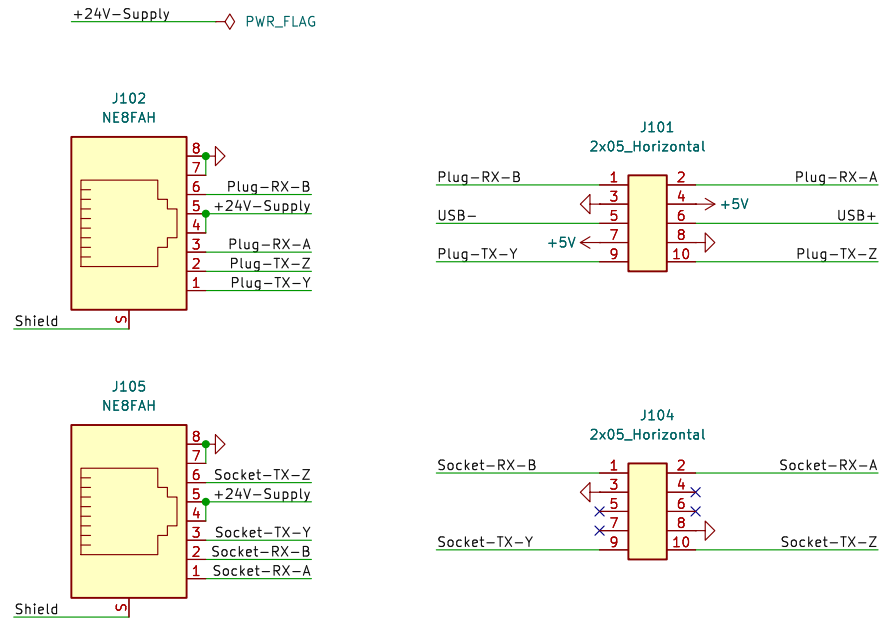 +24V-Supply PWR_FLAG
J102
NE8FAH
8
7
6 Plug-RX-B
5 +24V-Supply
4
3 Plug-RX-A
2 Plug-TX-Z
1 Plug-TX-Y
S
Shield
J101
2x05_Horizontal
Plug-RX-B 1 2 Plug-RX-A
3 4 +5V
USB- 5 6 USB+
+5V 7 8
Plug-TX-Y 9 10 Plug-TX-Z
J105
NE8FAH
8
7
6 Socket-TX-Z
5 +24V-Supply
4
3 Socket-TX-Y
2 Socket-RX-B
1 Socket-RX-A
S
Shield
J104
2x05_Horizontal
Socket-RX-B 1 2 Socket-RX-A
3 4
5 6
7 8
Socket-TX-Y 9 10 Socket-TX-Z